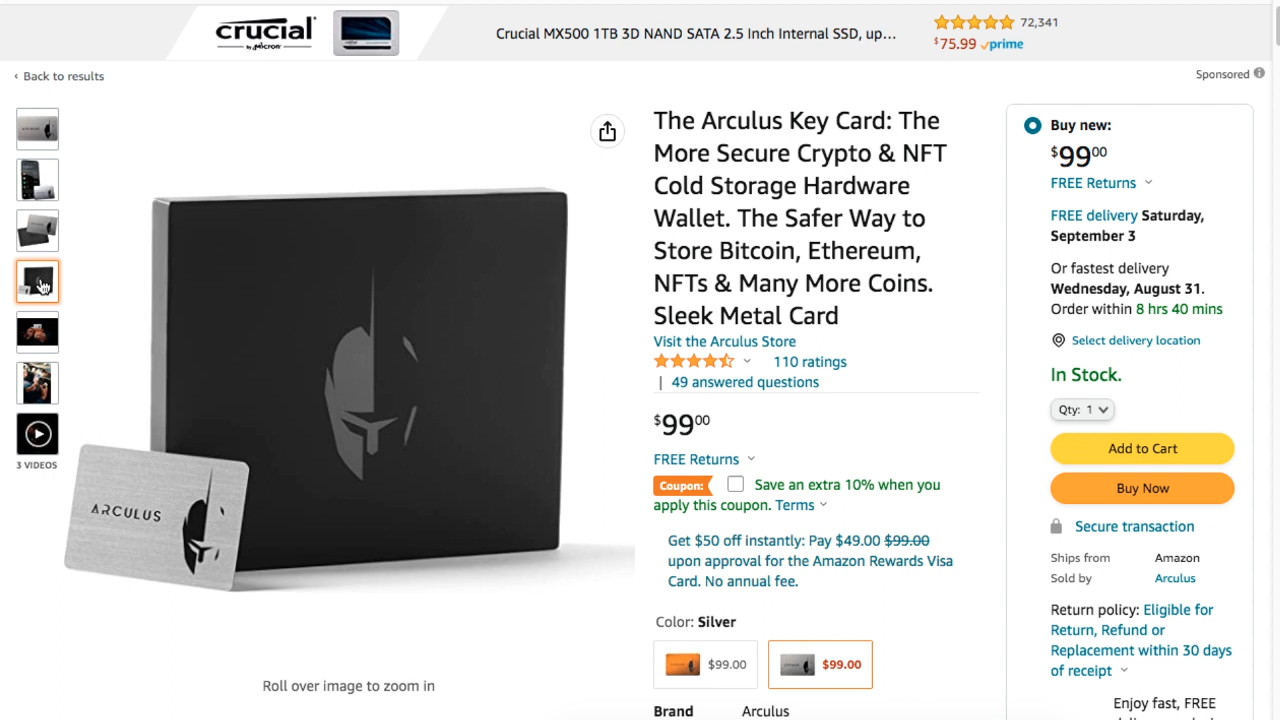 crucial
by Micron
Crucial MX500 1TB 3D NAND SATA 2.5 Inch Internal SSD, up...
72,341
$75.99 prime
‹ Back to results
Sponsored
ARCULUS
3 VIDEOS
Roll over image to zoom in
The Arculus Key Card: The
More Secure Crypto & NFT
Cold Storage Hardware
Wallet. The Safer Way to
Store Bitcoin, Ethereum,
NFTs & Many More Coins.
Sleek Metal Card
Visit the Arculus Store
110 ratings
| 49 answered questions
$9900
FREE Returns
Coupon: Save an extra 10% when you
apply this coupon. Terms
Get $50 off instantly: Pay $49.00 $99.00
upon approval for the Amazon Rewards Visa
Card. No annual fee.
Color: Silver
$99.00 $99.00
Brand Arculus
Buy new:
$9900
FREE Returns
FREE delivery Saturday,
September 3
Or fastest delivery
Wednesday, August 31.
Order within 8 hrs 40 mins
Select delivery location
In Stock.
Qty: 1
Add to Cart
Buy Now
Secure transaction
Ships from Amazon
Sold by Arculus
Return policy: Eligible for
Return, Refund or
Replacement within 30 days
of receipt
Enjoy fast, FREE